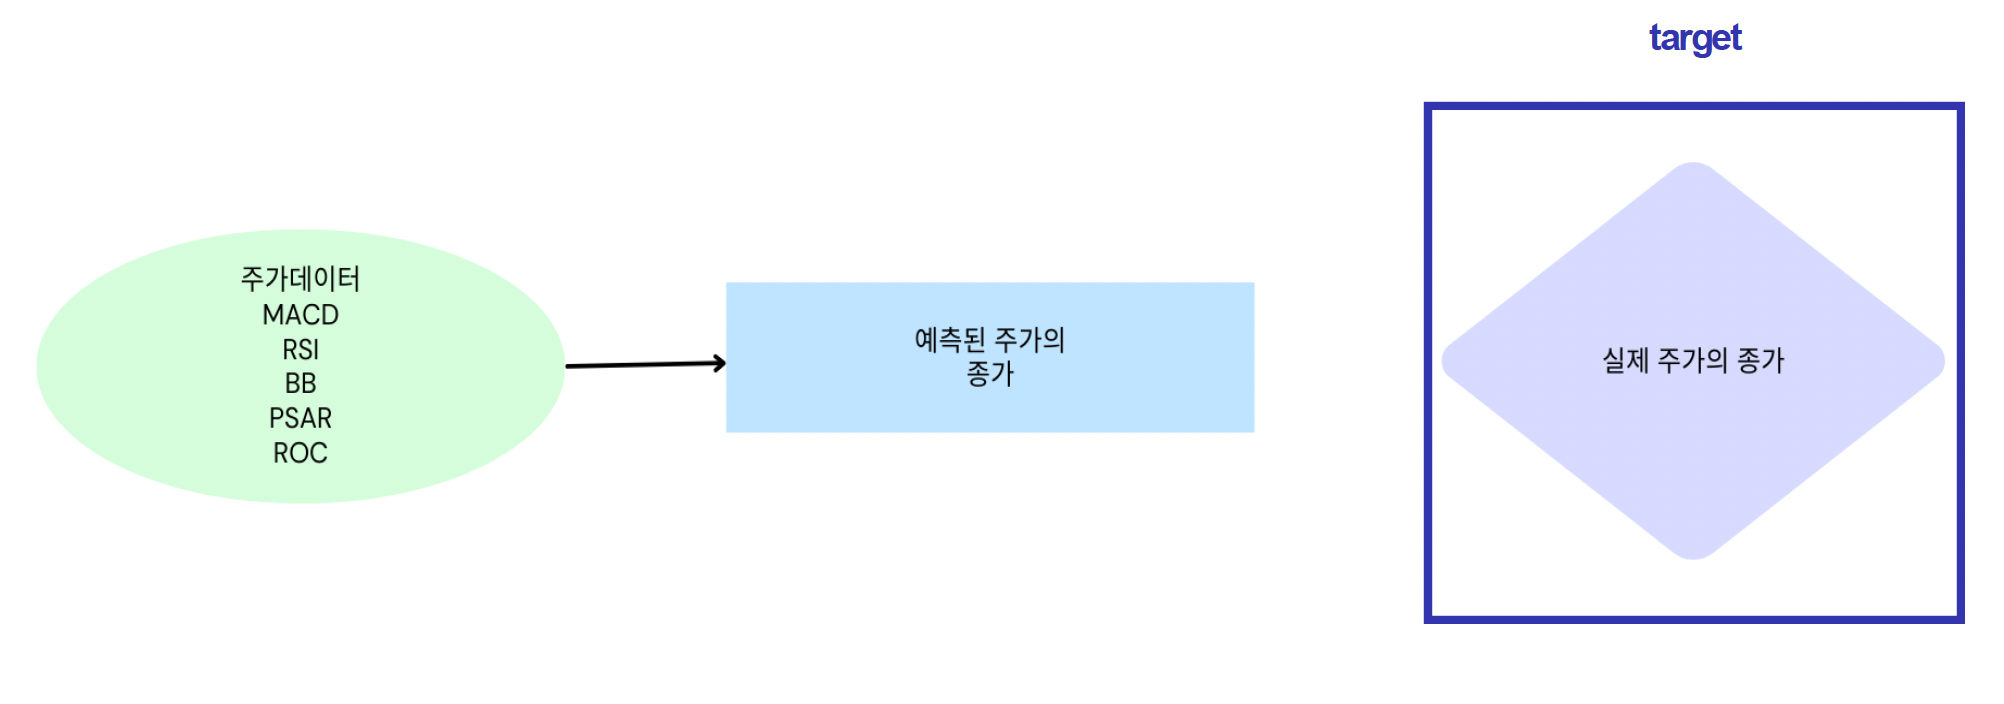 target
주가데이터
MACD
RSI
BB
PSAR
ROC
예측된 주가의
종가
실제 주가의 종가